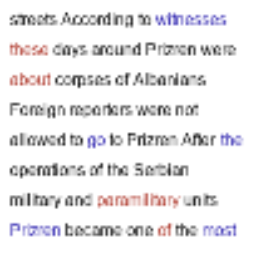 streets According to witnesses
these days around Prizren were
about corpses of Albanians
Foreign reporters were not
allowed to go to Prizren After the
operations of the Serbian
military and paramilitary units
Prizren became one of the most